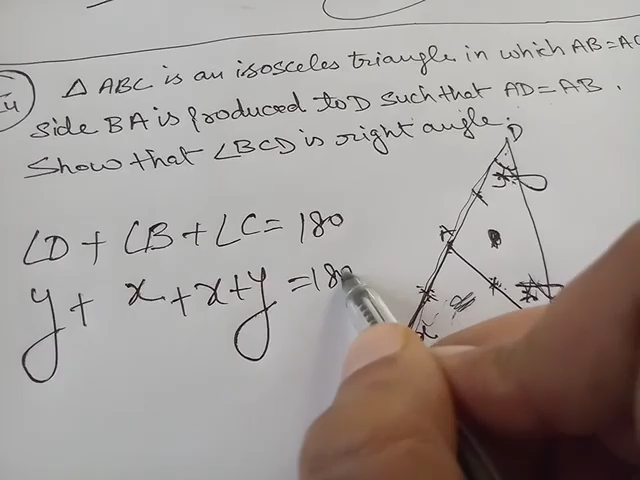 △ ABC is an isosceles triangle in which AB=AC
side BA is produced to D such that AD = AB.
Show that ∠BCD is right angle.
D
y
∠D + ∠B + ∠C = 180
A
y + x + x + y = 180
x